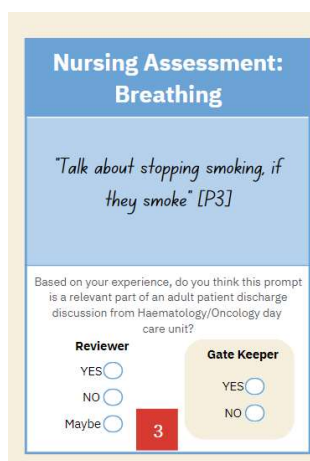 Nursing Assessment:
Breathing
"Talk about stopping smoking, if
they smoke" [P3]
Based on your experience, do you think this prompt
is a relevant part of an adult patient discharge
discussion from Haematology/Oncology day
care unit?
Reviewer
YES
NO
Maybe
3
Gate Keeper
YES
NO